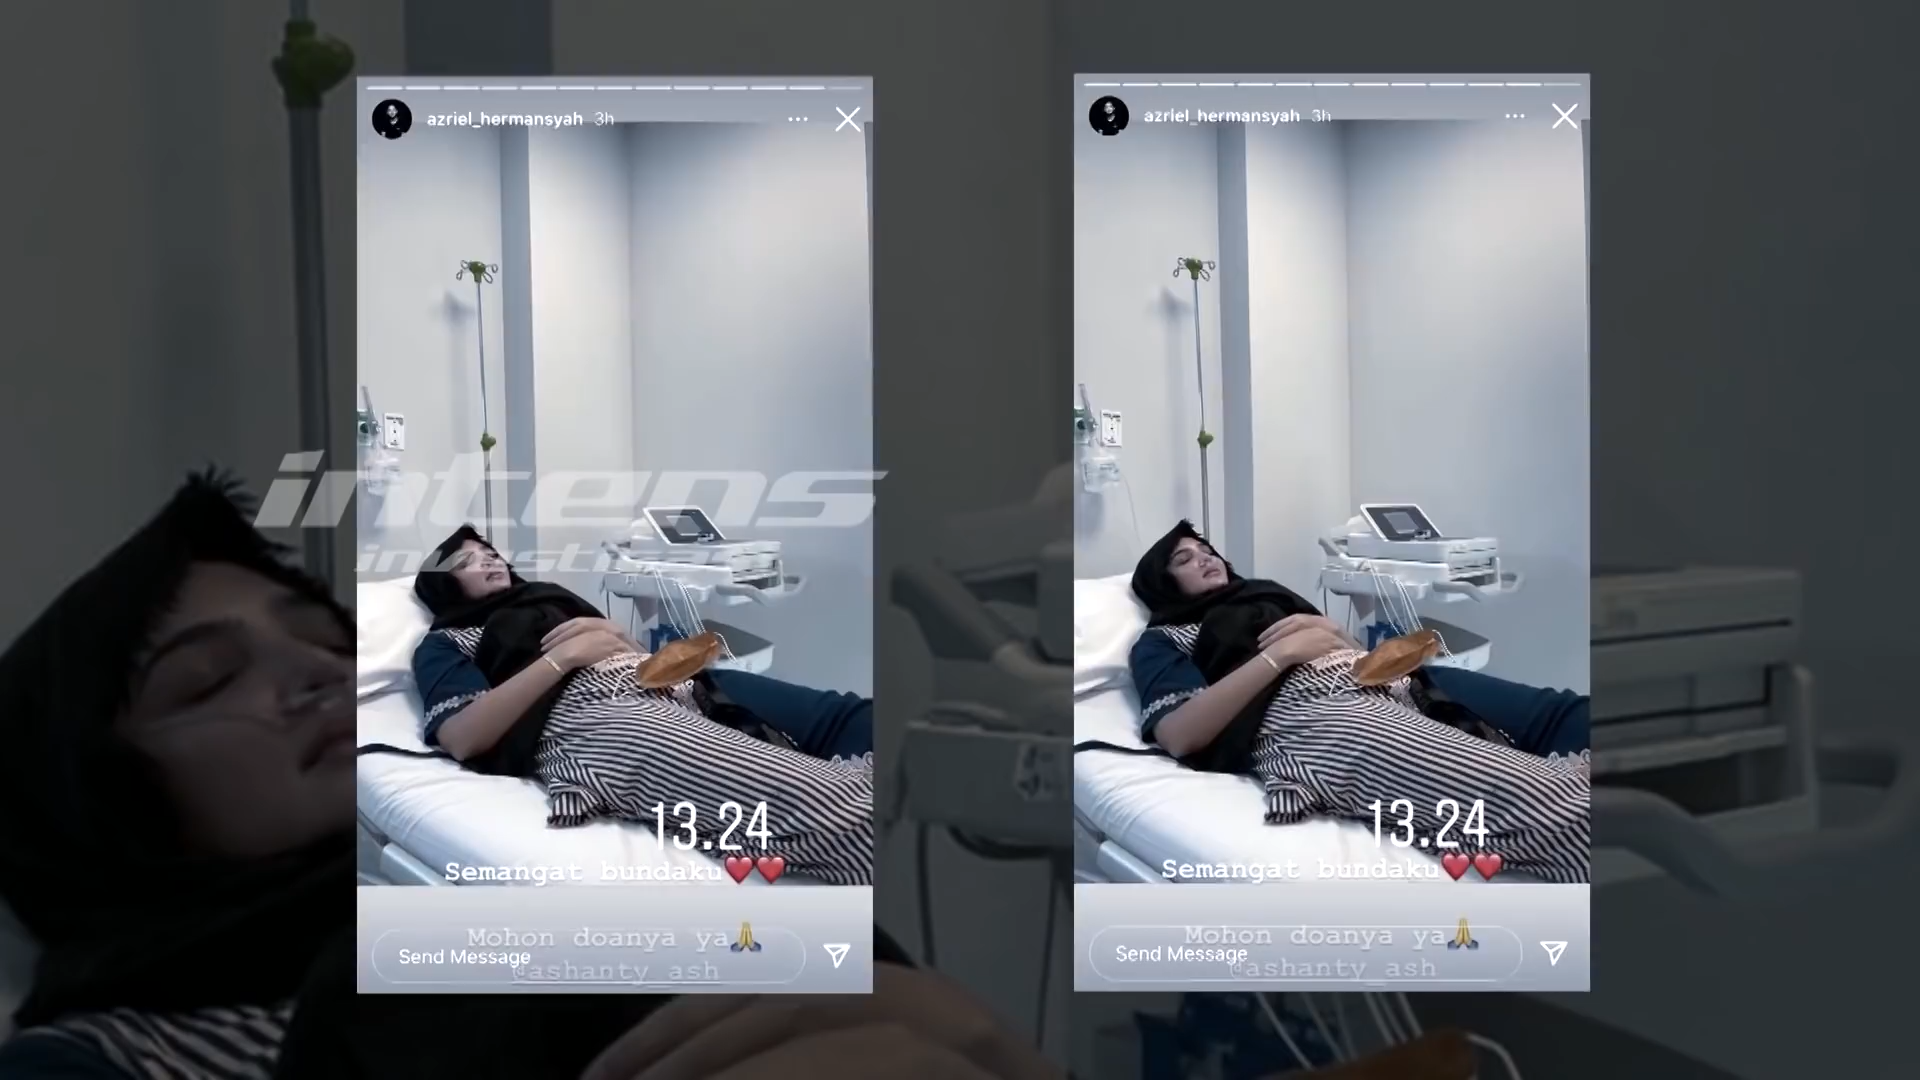 azriel_hermansyah 3h
13.24
Semangat bundaku❤️❤️
Mohon doanya ya🙏
Send Message
@ashanty_ash
intens
investigasi
azriel_hermansyah 3h
13.24
Semangat bundaku❤️❤️
Mohon doanya ya🙏
Send Message
@ashanty_ash